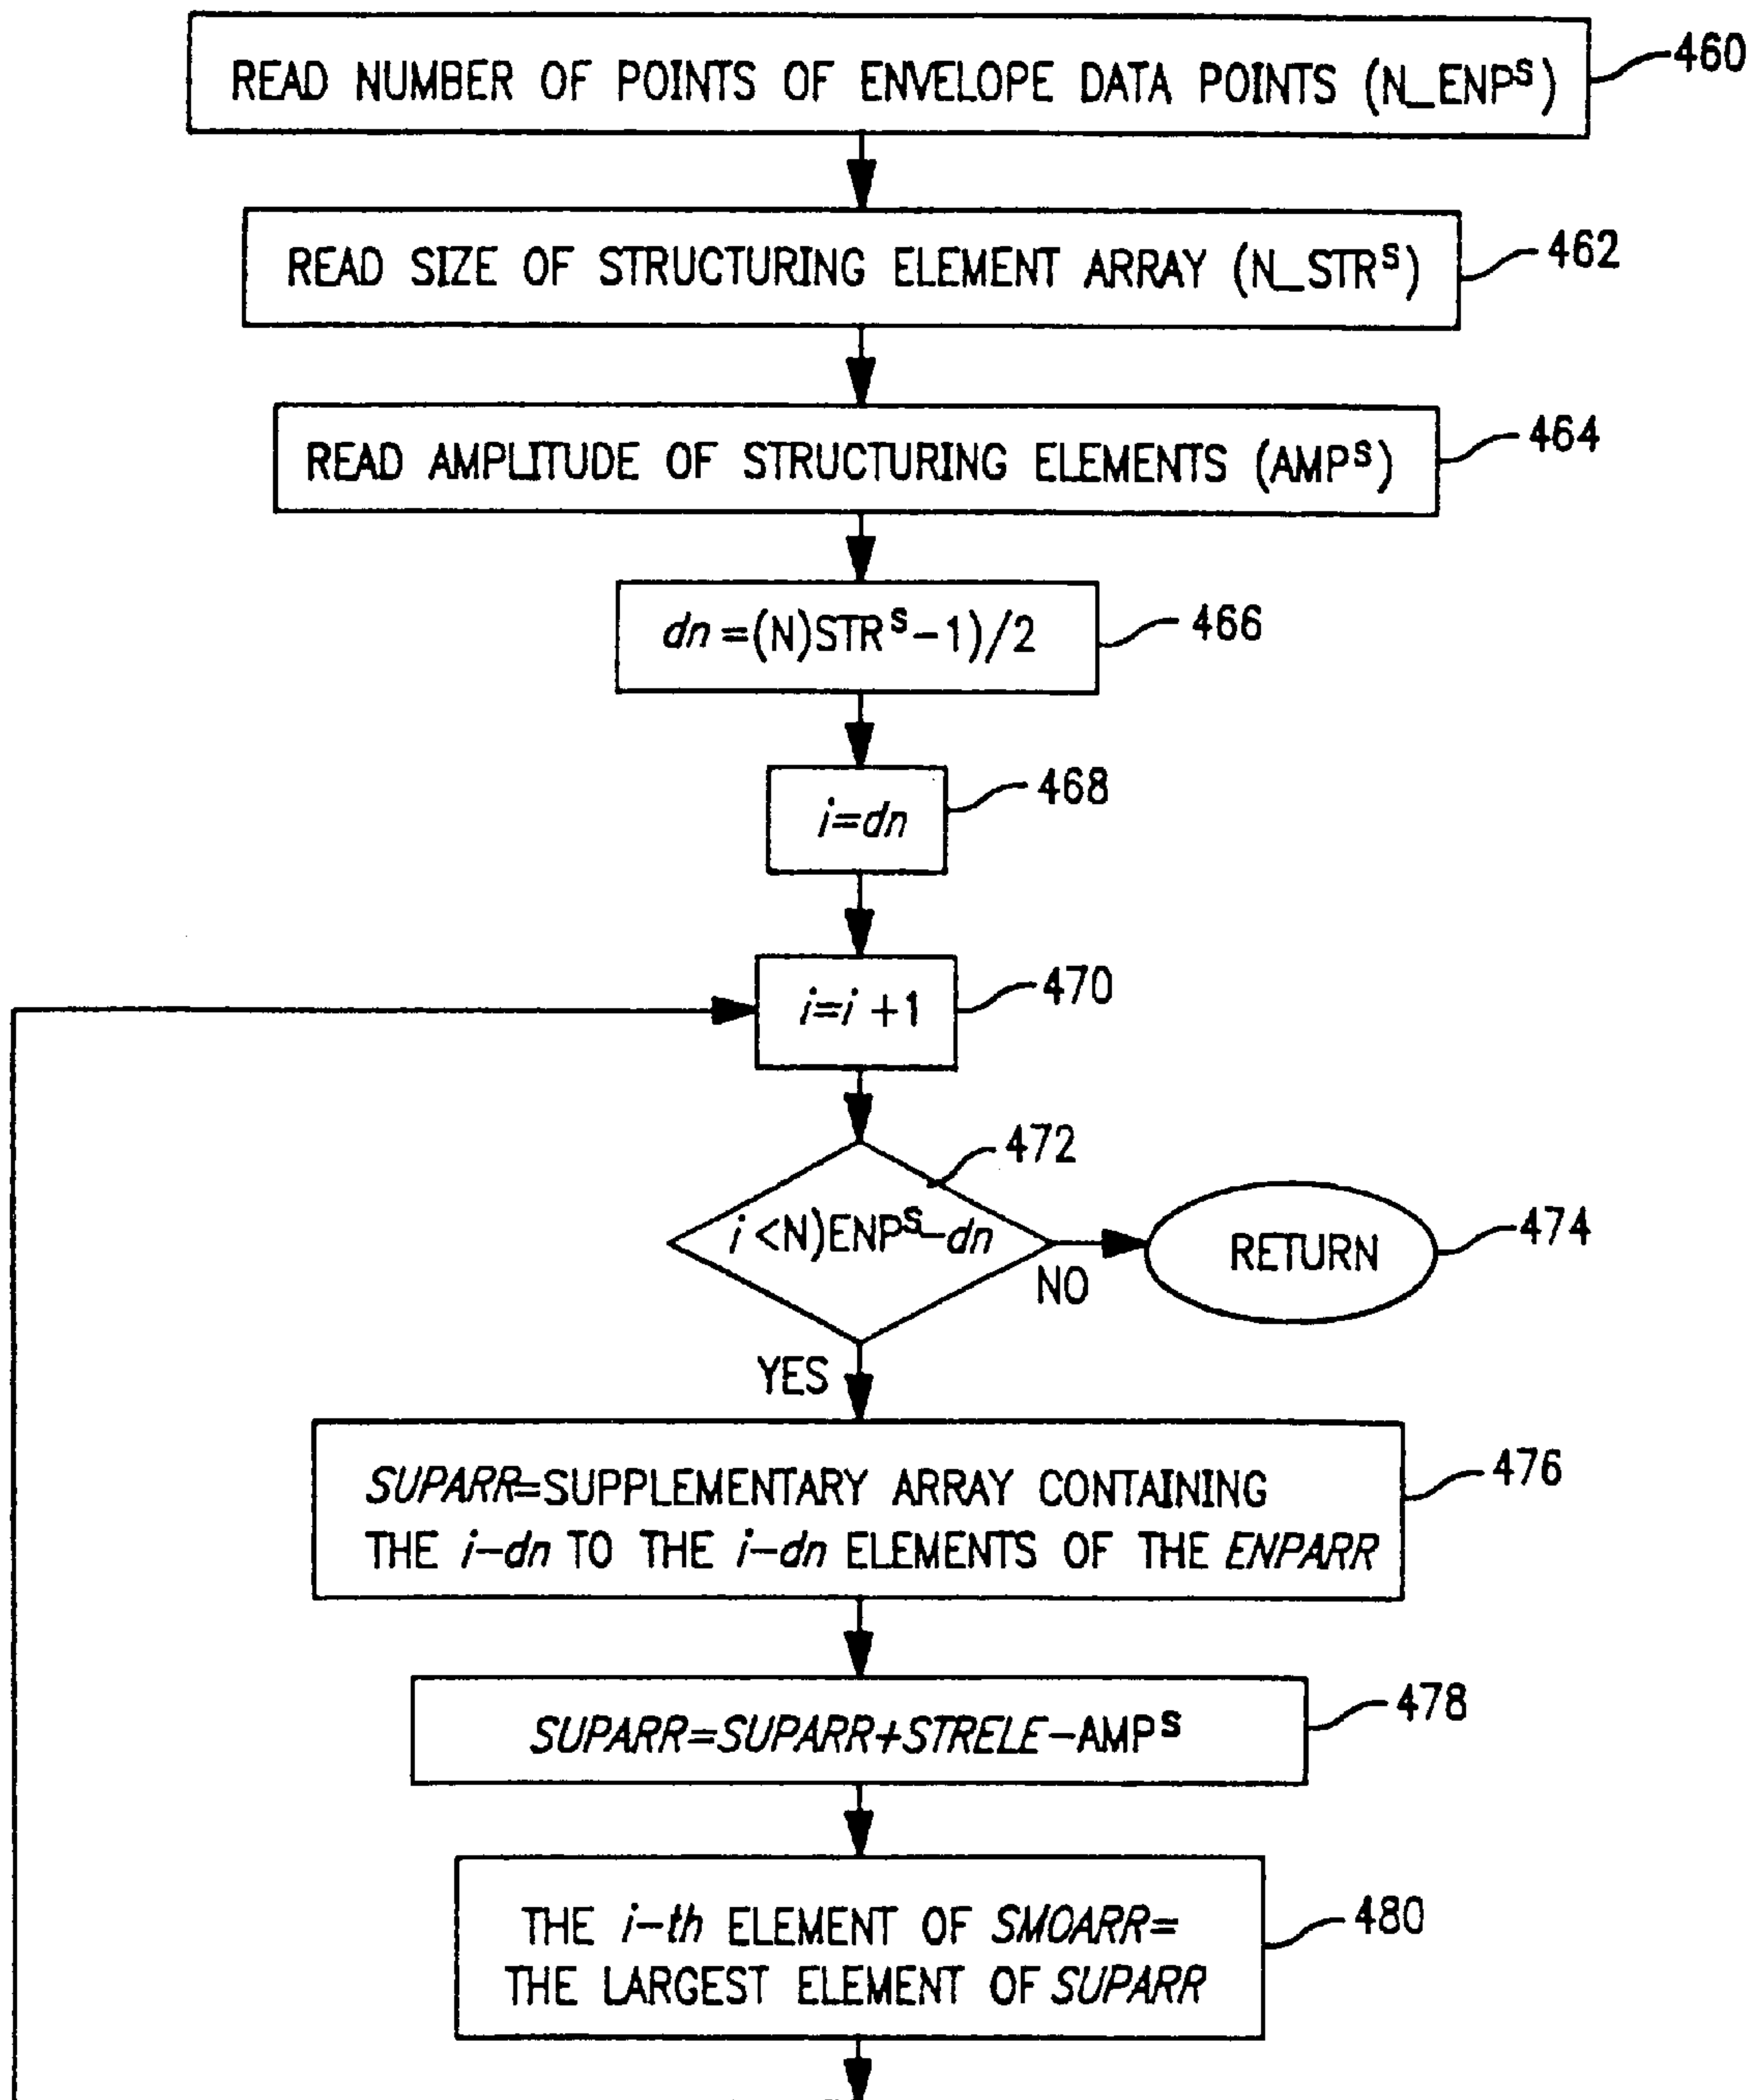 READ NUMBER OF POINTS OF ENVELOPE DATA POINTS (N_ENPˢ)
460
READ SIZE OF STRUCTURING ELEMENT ARRAY (N_STRˢ)
462
READ AMPLITUDE OF STRUCTURING ELEMENTS (AMPˢ)
464
dn=(N)STRˢ-1)/2
466
i=dn
468
i=i+1
470
472
i<N)ENPˢ-dn
NO
RETURN
474
YES
SUPARR=SUPPLEMENTARY ARRAY CONTAINING
THE i-dn TO THE i-dn ELEMENTS OF THE ENPARR
476
SUPARR=SUPARR+STRELE-AMPˢ
478
THE i-th ELEMENT OF SMOARR=
THE LARGEST ELEMENT OF SUPARR
480